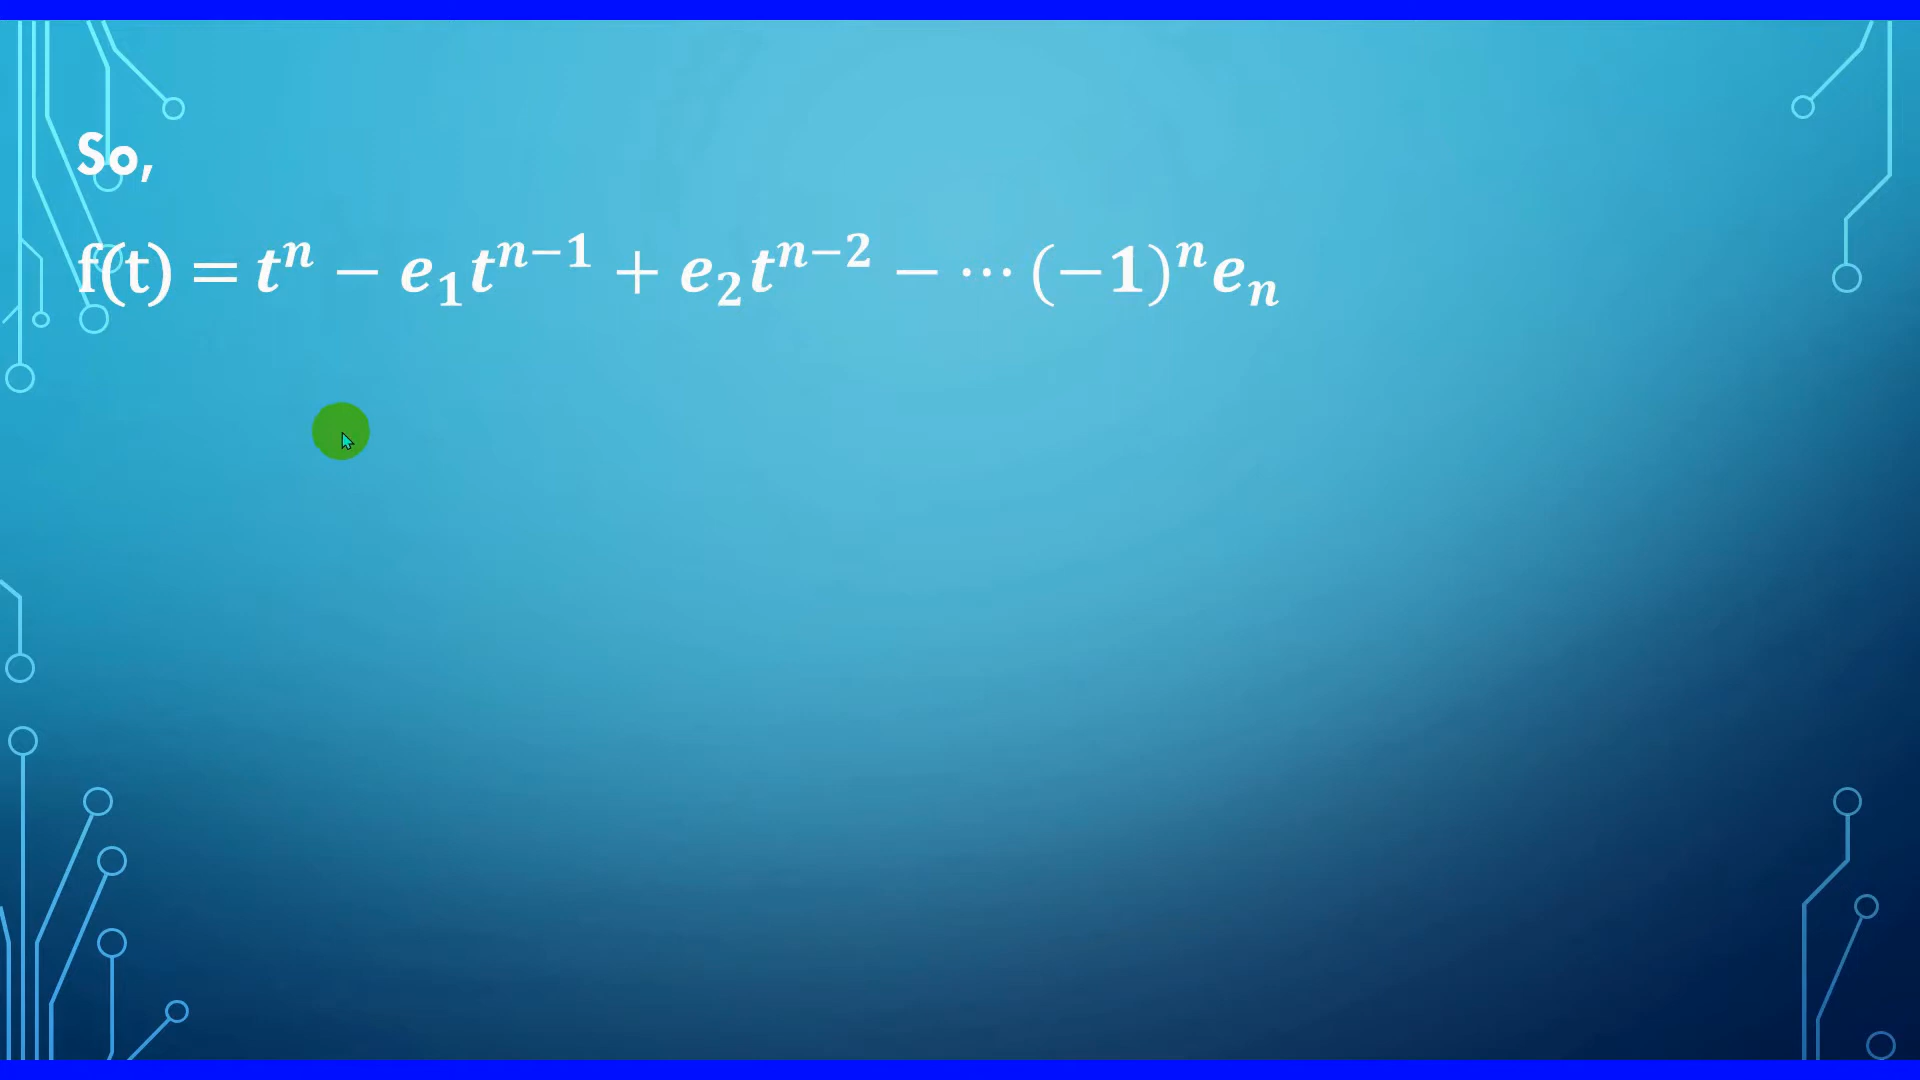 So,
f(t) = tⁿ − e₁tⁿ⁻¹ + e₂tⁿ⁻² − ⋯ (−1)ⁿeₙ